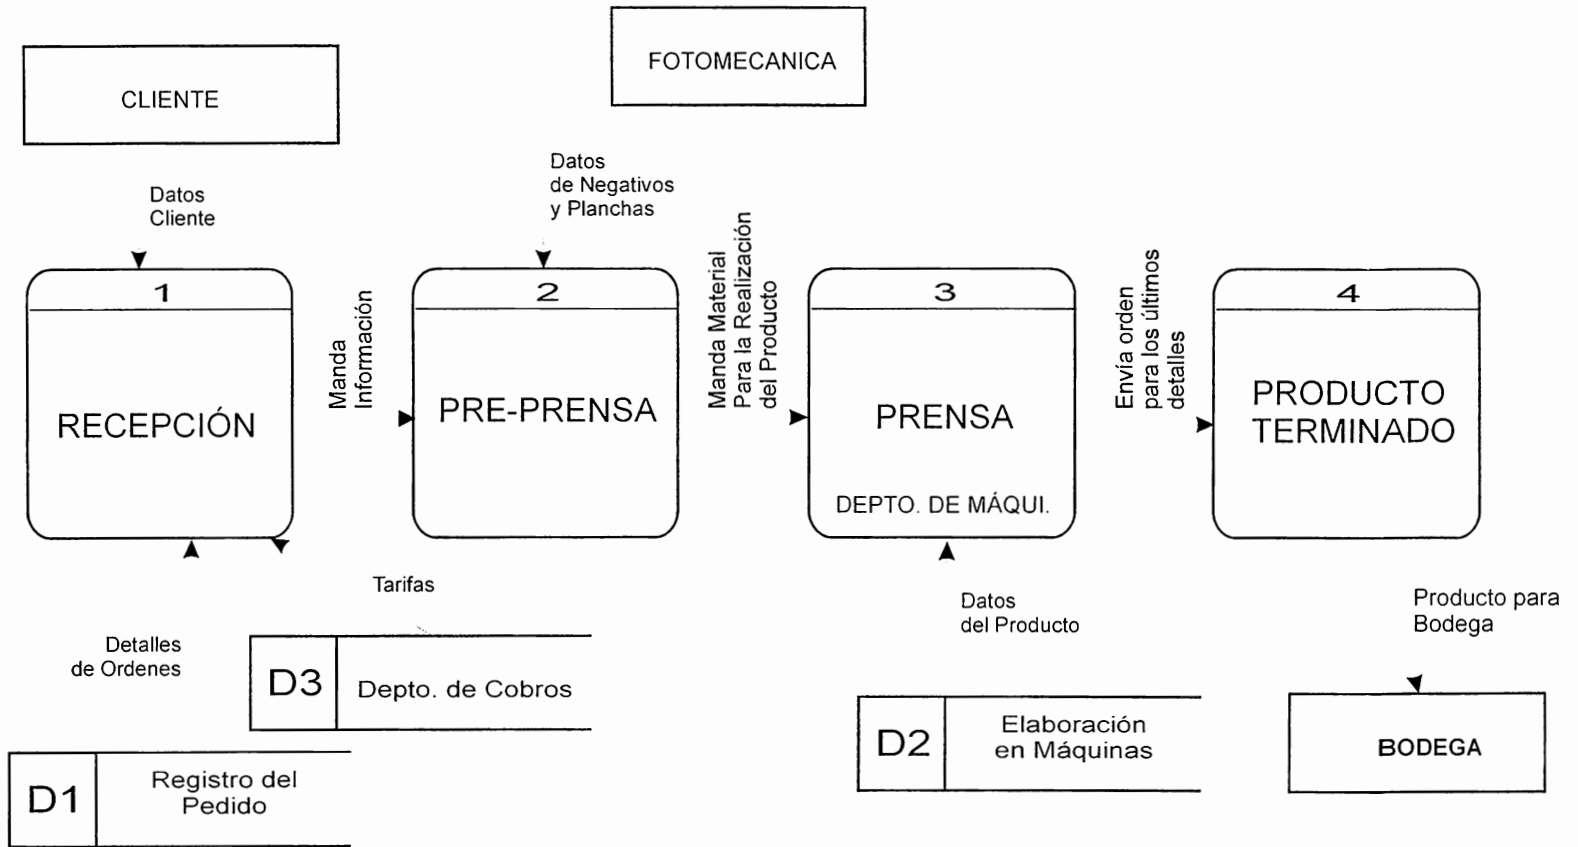 FOTOMECANICA
CLIENTE
Datos
Cliente
Datos
de Negativos
y Planchas
1
RECEPCIÓN
Manda
Información
2
PRE-PRENSA
Manda Material
Para la Realización
del Producto
3
PRENSA
DEPTO. DE MÁQUI.
Envía orden
para los últimos
detalles
4
PRODUCTO
TERMINADO
Tarifas
Detalles
de Ordenes
D3
Depto. de Cobros
D1
Registro del
Pedido
Datos
del Producto
D2
Elaboración
en Máquinas
Producto para
Bodega
BODEGA